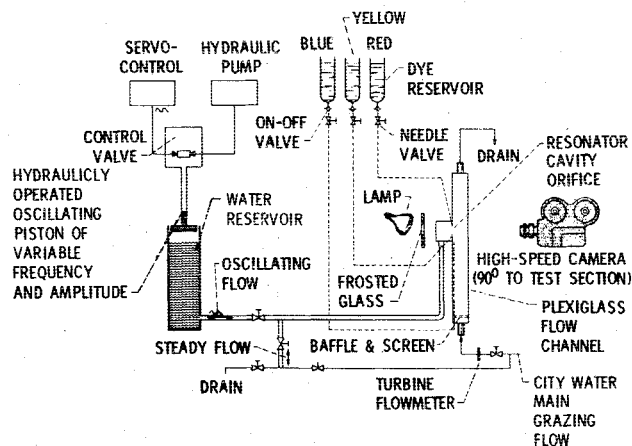 YELLOW
SERVO-
CONTROL
HYDRAULIC
PUMP
BLUE
RED
DYE
RESERVOIR
ON-OFF
VALVE
NEEDLE
VALVE
CONTROL
VALVE
DRAIN
RESONATOR
CAVITY
ORIFICE
HYDRAULICLY
OPERATED
OSCILLATING
PISTON OF
VARIABLE
FREQUENCY
AND AMPLITUDE
WATER
RESERVOIR
LAMP
OSCILLATING
FLOW
FROSTED
GLASS
HIGH-SPEED CAMERA
(90° TO TEST SECTION)
PLEXIGLASS
FLOW
CHANNEL
STEADY FLOW
BAFFLE & SCREEN
DRAIN
TURBINE
FLOWMETER
CITY WATER
MAIN
GRAZING
FLOW